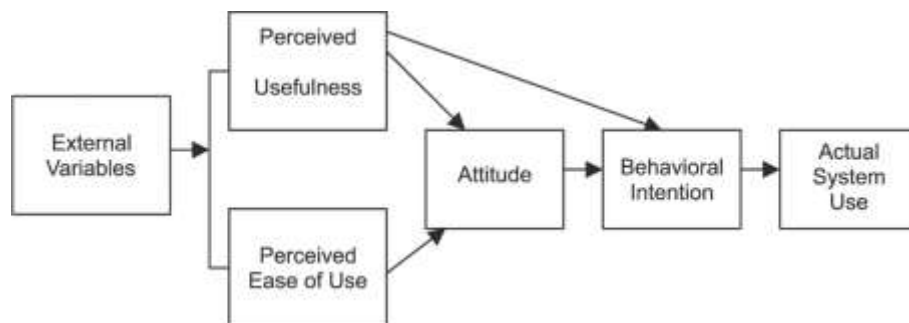 Perceived
Usefulness
External
Variables
Attitude
Behavioral
Intention
Actual
System
Use
Perceived
Ease of Use